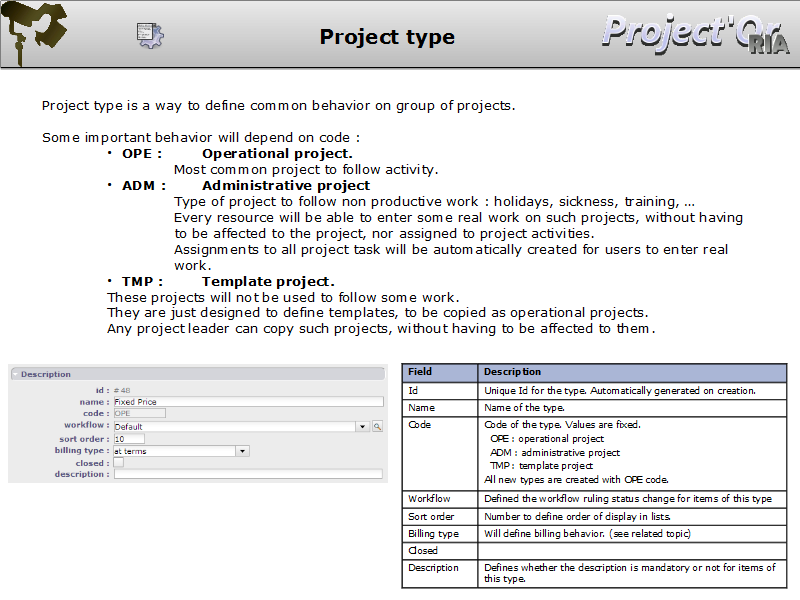 Project type
Project'Or
RIA
Project type is a way to define common behavior on group of projects.
Some important behavior will depend on code :
• OPE : Operational project.
Most common project to follow activity.
• ADM : Administrative project
Type of project to follow non productive work : holidays, sickness, training, ...
Every resource will be able to enter some real work on such projects, without having
to be affected to the project, nor assigned to project activities.
Assignments to all project task will be automatically created for users to enter real
work.
• TMP : Template project.
These projects will not be used to follow some work.
They are just designed to define templates, to be copied as operational projects.
Any project leader can copy such projects, without having to be affected to them.
Description
id : #48
name : Fixed Price
code : OPE
workflow : Default
sort order : 10
billing type : at terms
closed :
description :
Field Description
Id Unique Id for the type. Automatically generated on creation.
Name Name of the type.
Code Code of the type. Values are fixed.
OPE : operational project
ADM : administrative project
TMP : template project
All new types are created with OPE code.
Workflow Defined the workflow ruling status change for items of this type
Sort order Number to define order of display in lists.
Billing type Will define billing behavior. (see related topic)
Closed
Description Defines whether the description is mandatory or not for items of
this type.